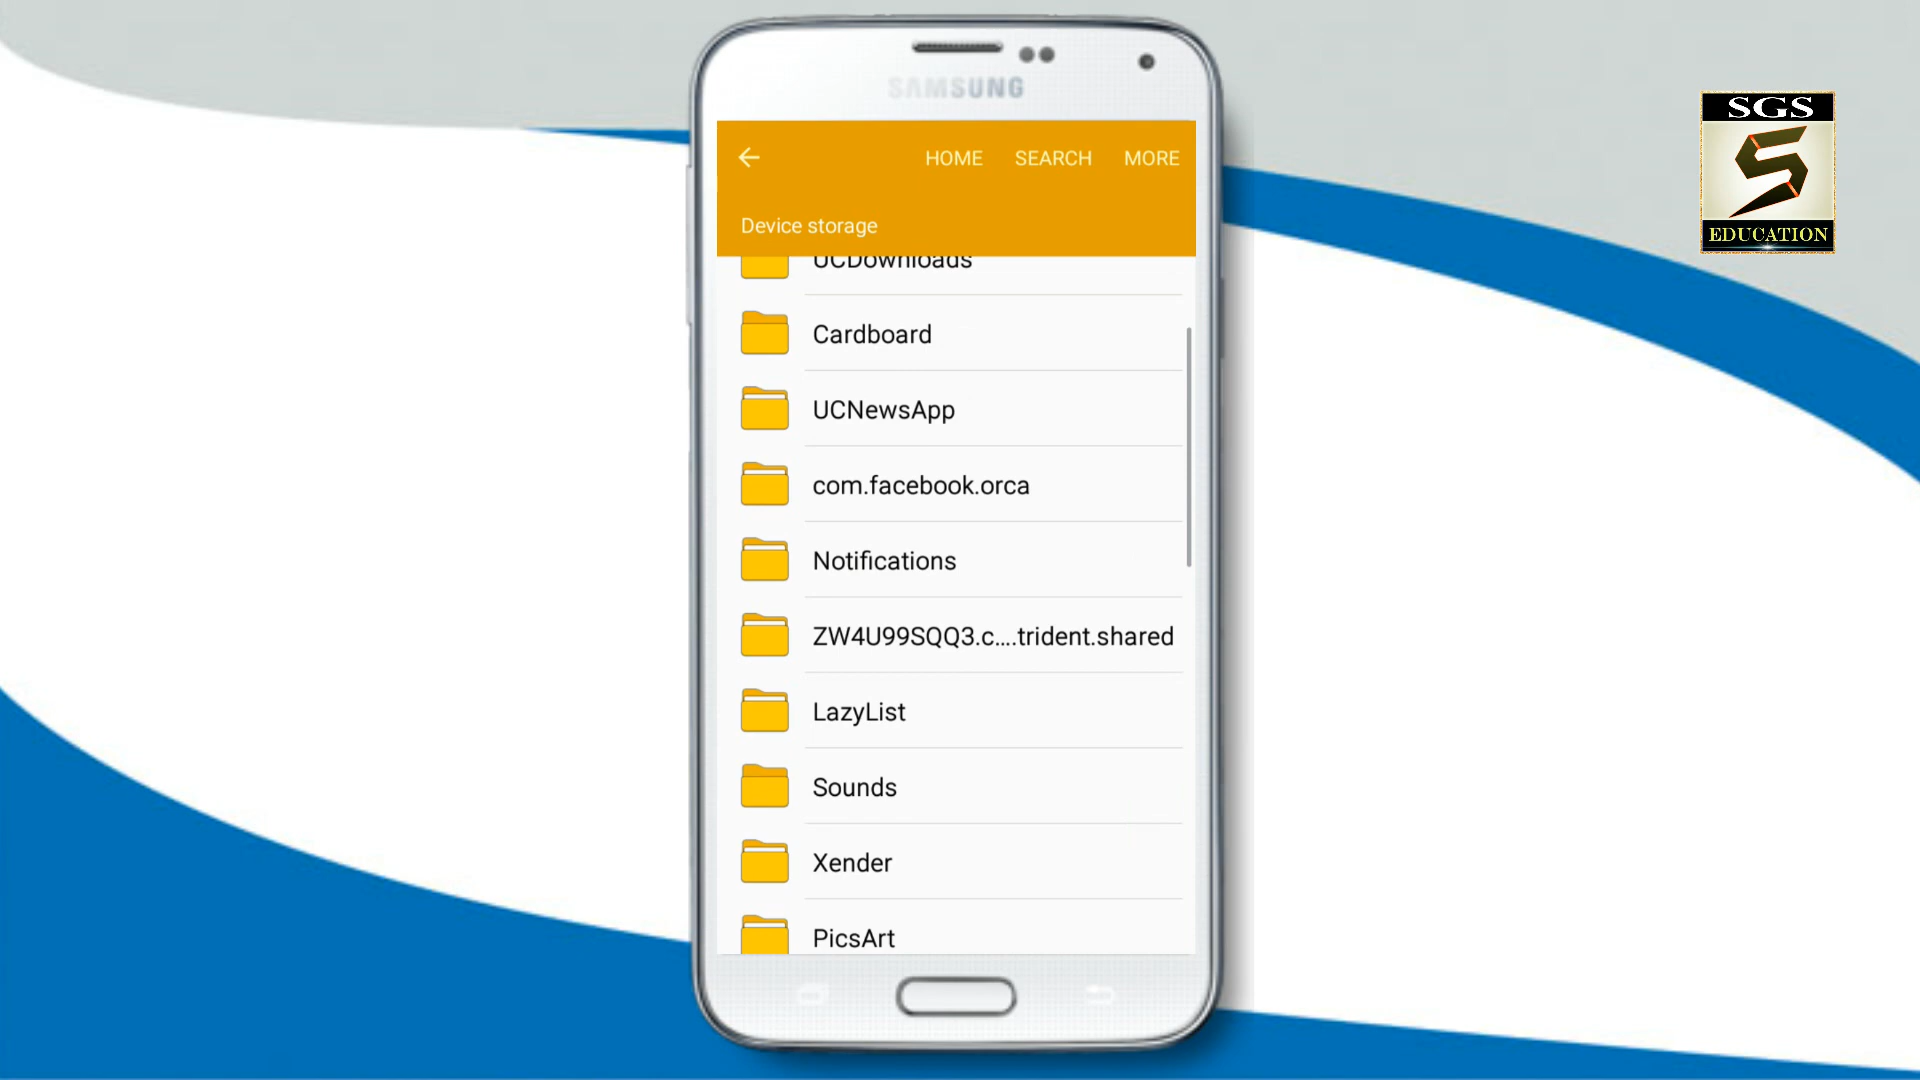 SAMSUNG
HOME SEARCH MORE
Device storage
UCDownloads
Cardboard
UCNewsApp
com.facebook.orca
Notifications
ZW4U99SQQ3.c....trident.shared
LazyList
Sounds
Xender
PicsArt
SGS
EDUCATION